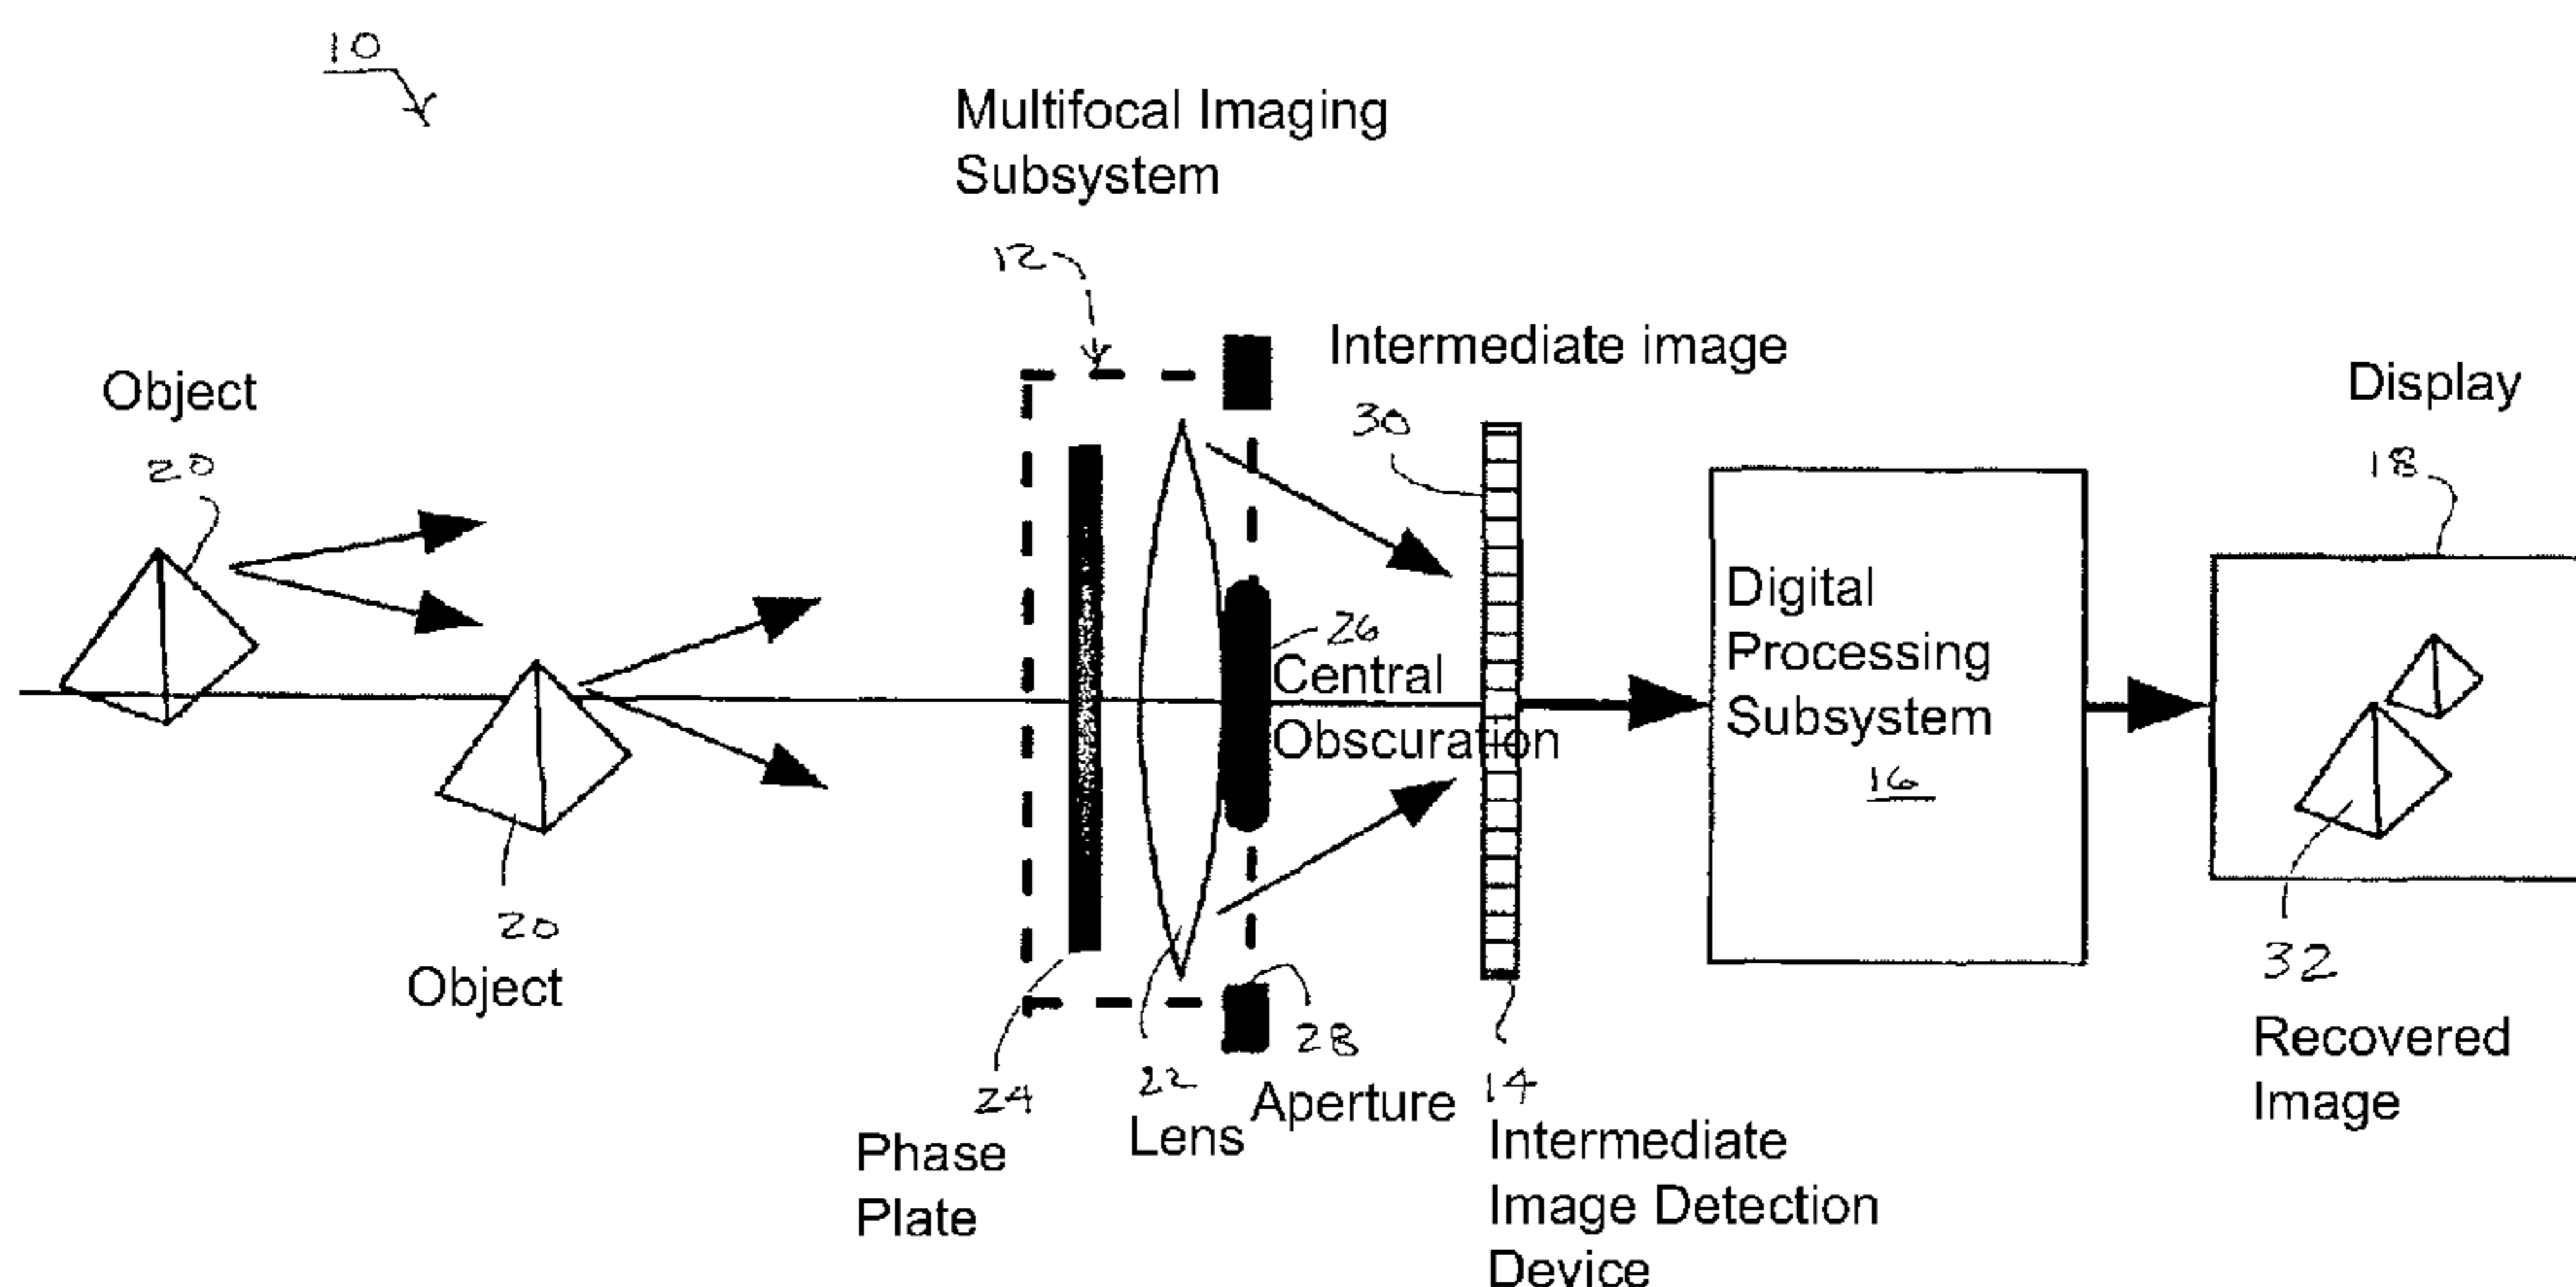 10
Multifocal Imaging
Subsystem
12
Intermediate image
30
Object
20
Display
18
26
Central
Obscuration
Digital
Processing
Subsystem
16
20
Object
32
Recovered
Image
24
Phase
Plate
22
Lens
28
Aperture
14
Intermediate
Image Detection
Device